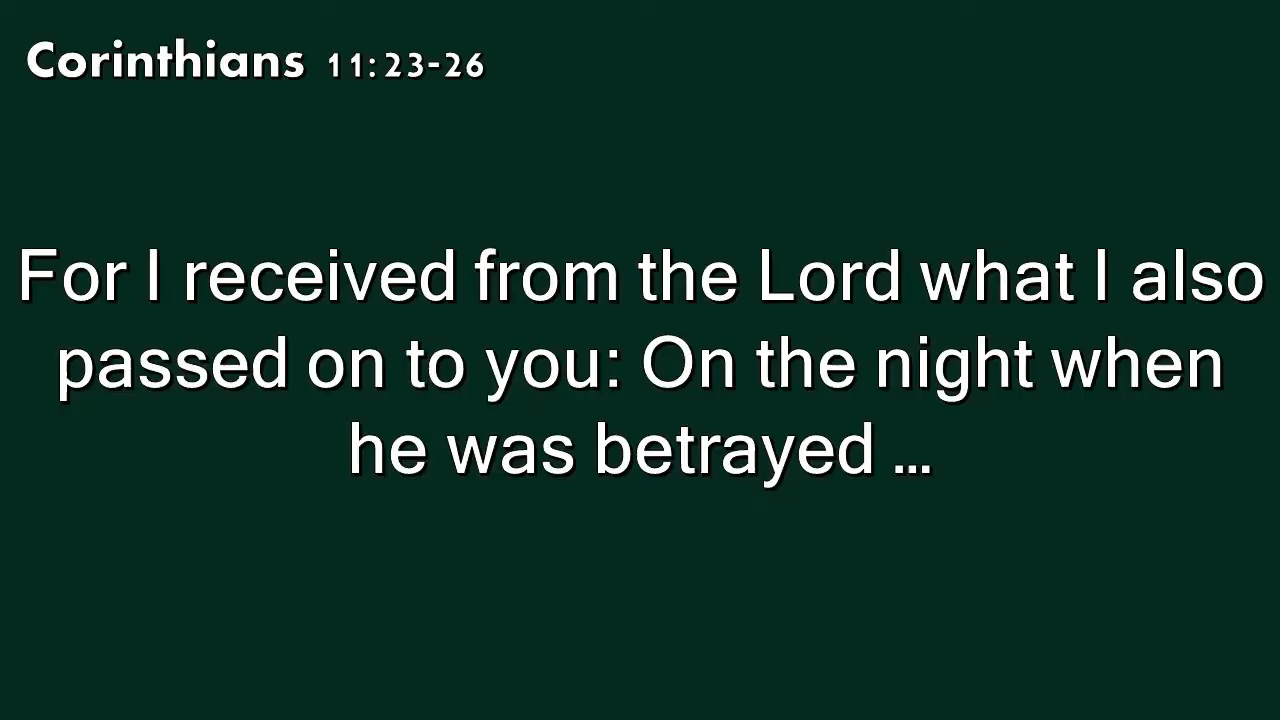 Corinthians 11:23-26
For I received from the Lord what I also
passed on to you: On the night when
he was betrayed ...